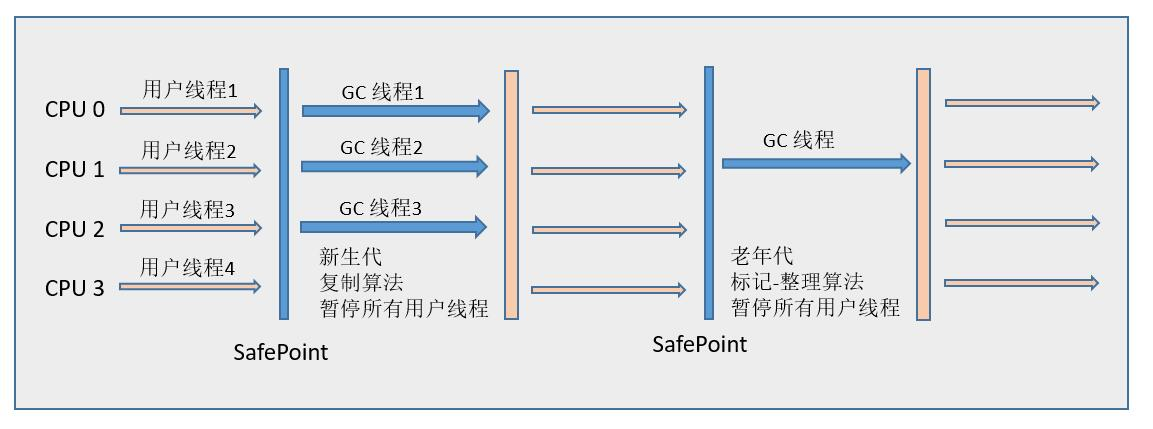 用户线程1
GC 线程1
CPU 0
用户线程2
GC 线程2
GC 线程
CPU 1
用户线程3
GC 线程3
CPU 2
用户线程4
CPU 3
新生代
复制算法
暂停所有用户线程
老年代
标记-整理算法
暂停所有用户线程
SafePoint
SafePoint